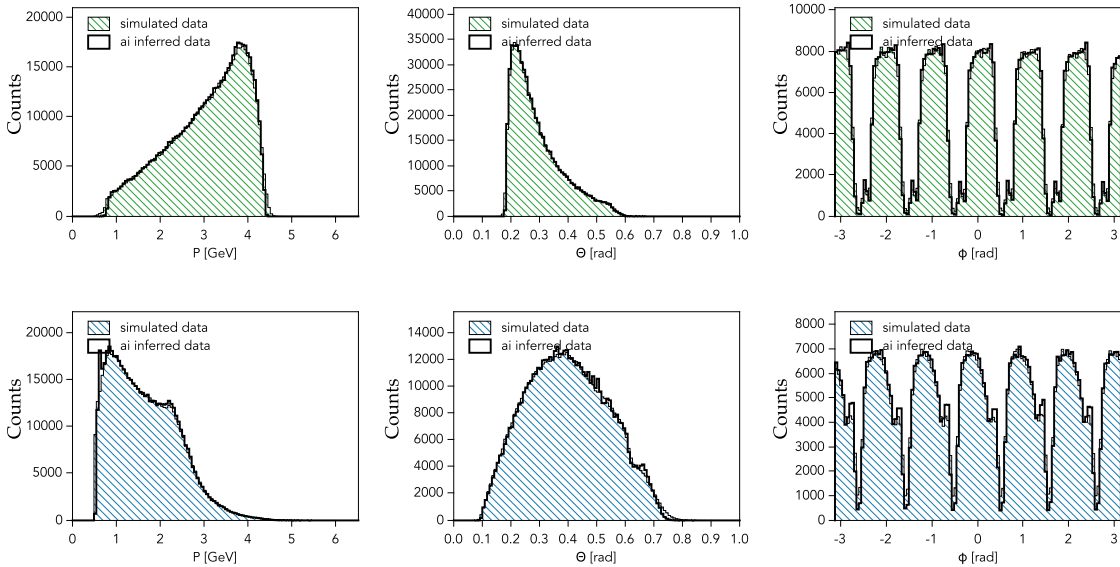 simulated data
ai inferred data
Counts
20000
15000
10000
5000
0
0 1 2 3 4 5 6
P [GeV]
simulated data
ai inferred data
Counts
40000
35000
30000
25000
20000
15000
10000
5000
0
0.0 0.1 0.2 0.3 0.4 0.5 0.6 0.7 0.8 0.9 1.0
Θ [rad]
simulated data
ai inferred data
Counts
10000
8000
6000
4000
2000
0
-3 -2 -1 0 1 2 3
ϕ [rad]
simulated data
ai inferred data
Counts
20000
15000
10000
5000
0
0 1 2 3 4 5 6
P [GeV]
simulated data
ai inferred data
Counts
14000
12000
10000
8000
6000
4000
2000
0
0.0 0.1 0.2 0.3 0.4 0.5 0.6 0.7 0.8 0.9 1.0
Θ [rad]
simulated data
ai inferred data
Counts
8000
7000
6000
5000
4000
3000
2000
1000
0
-3 -2 -1 0 1 2 3
ϕ [rad]